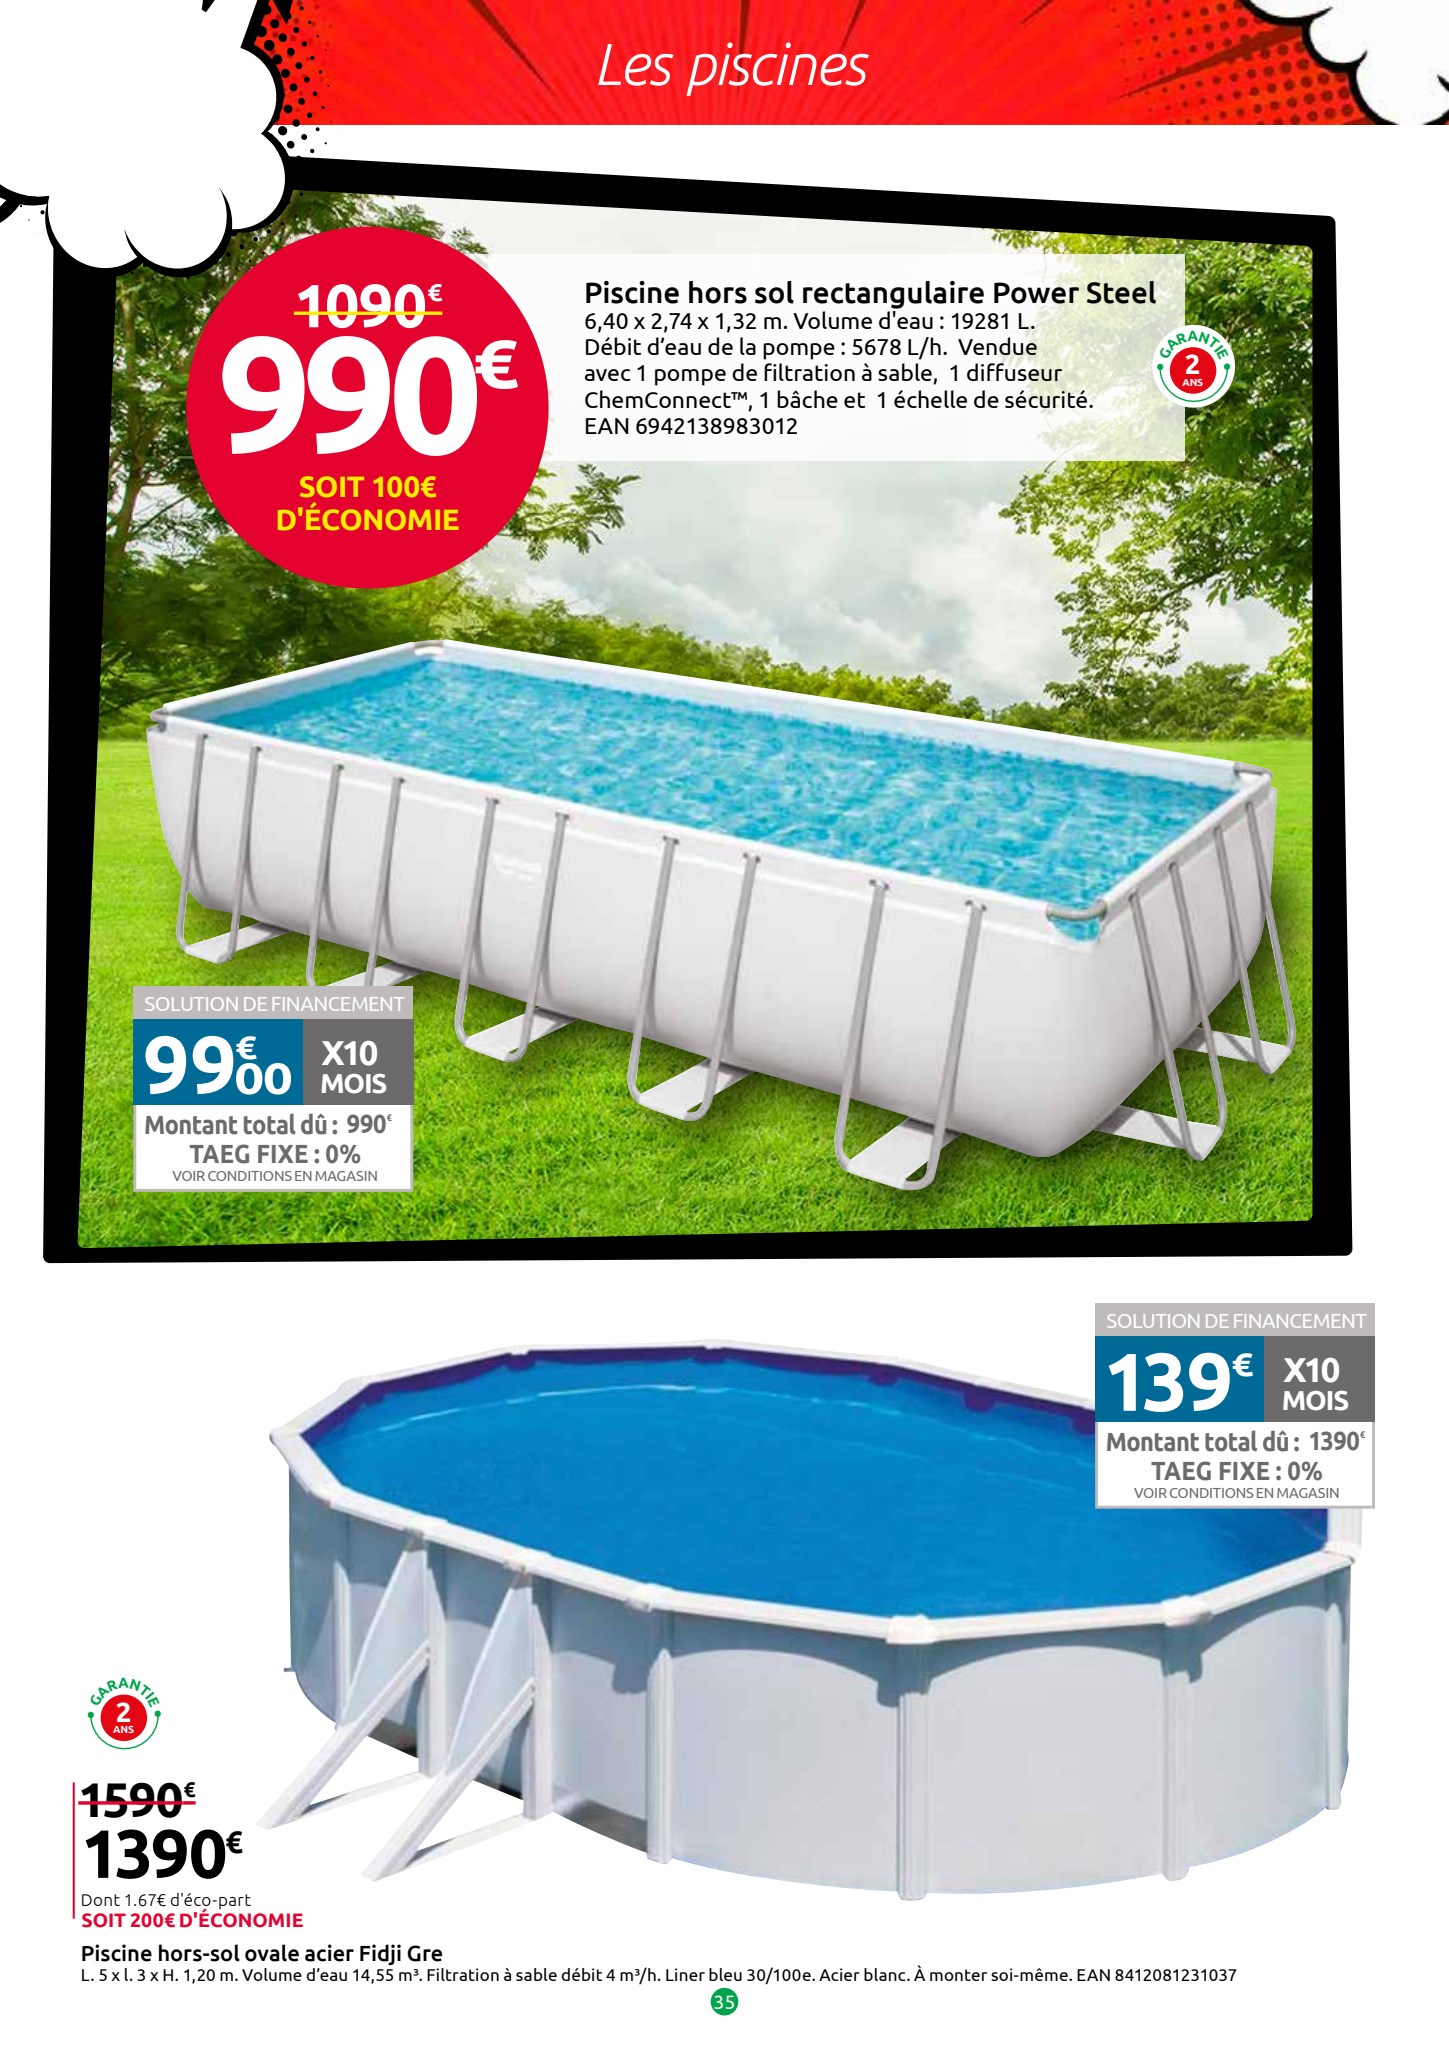 Les piscines
1090€
990€
SOIT 100€
D'ÉCONOMIE
Piscine hors sol rectangulaire Power Steel
6,40 x 2,74 x 1,32 m. Volume d'eau : 19281 L.
Débit d’eau de la pompe : 5678 L/h. Vendue
avec 1 pompe de filtration à sable, 1 diffuseur
ChemConnect™, 1 bâche et 1 échelle de sécurité.
EAN 6942138983012
GARANTIE
2
ANS
SOLUTION DE FINANCEMENT
99€00
X10
MOIS
Montant total dû : 990€
TAEG FIXE : 0%
VOIR CONDITIONS EN MAGASIN
SOLUTION DE FINANCEMENT
139€
X10
MOIS
Montant total dû : 1390€
TAEG FIXE : 0%
VOIR CONDITIONS EN MAGASIN
GARANTIE
2
ANS
1590€
1390€
Dont 1.67€ d'éco-part
SOIT 200€ D'ÉCONOMIE
Piscine hors-sol ovale acier Fidji Gre
L. 5 x l. 3 x H. 1,20 m. Volume d’eau 14,55 m³. Filtration à sable débit 4 m³/h. Liner bleu 30/100e. Acier blanc. À monter soi-même. EAN 8412081231037
35